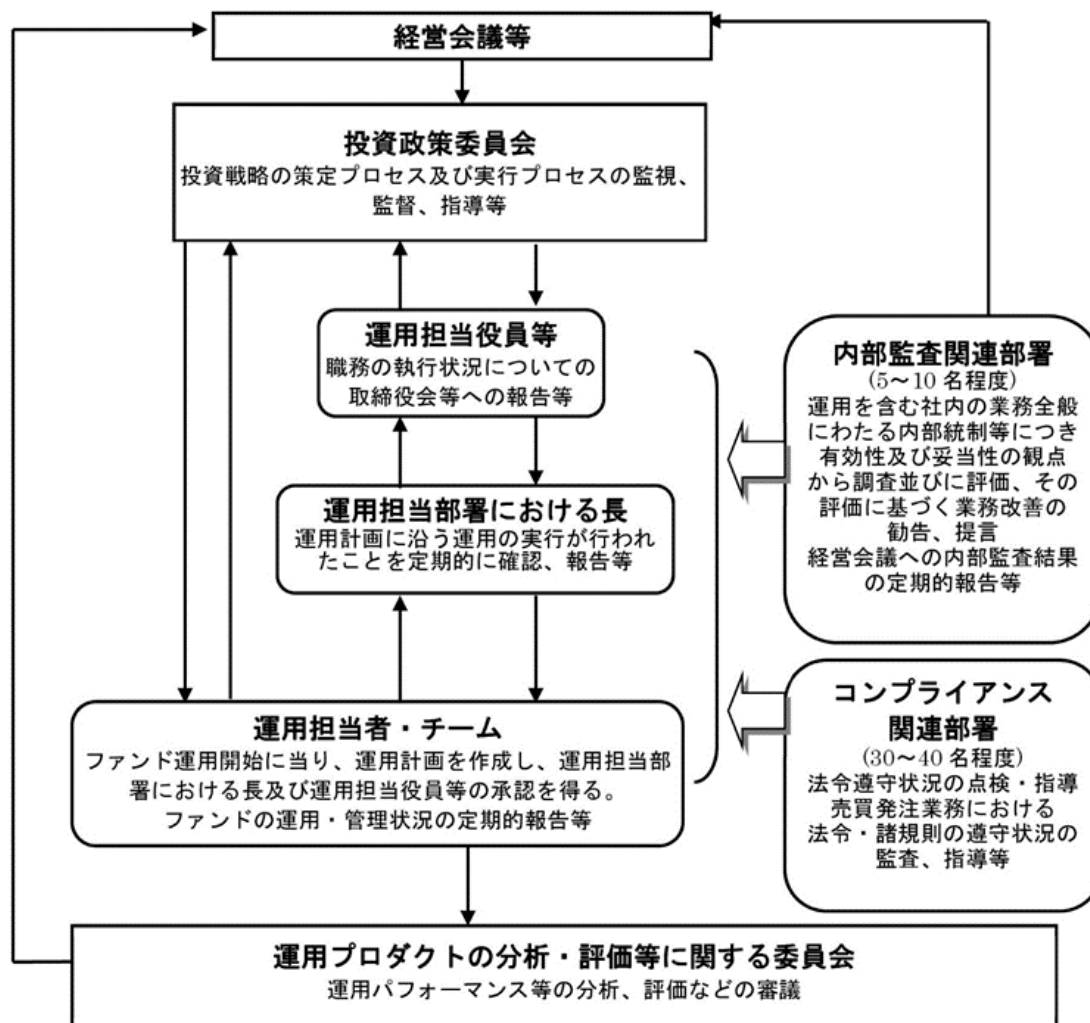 経営会議等
投資政策委員会
投資戦略の策定プロセス及び実行プロセスの監視、
監督、指導等
運用担当役員等
職務の執行状況についての
取締役会等への報告等
運用担当部署における長
運用計画に沿う運用の実行が行われ
たことを定期的に確認、報告等
運用担当者・チーム
ファンド運用開始に当り、運用計画を作成し、運用担当部
署における長及び運用担当役員等の承認を得る。
ファンドの運用・管理状況の定期的報告等
内部監査関連部署
(5～10 名程度)
運用を含む社内の業務全般
にわたる内部統制等につき
有効性及び妥当性の観点
から調査並びに評価、その
評価に基づく業務改善の
勧告、提言
経営会議への内部監査結果
の定期的報告等
コンプライアンス
関連部署
(30～40 名程度)
法令遵守状況の点検・指導
売買発注業務における
法令・諸規則の遵守状況の
監査、指導等
運用プロダクトの分析・評価等に関する委員会
運用パフォーマンス等の分析、評価などの審議